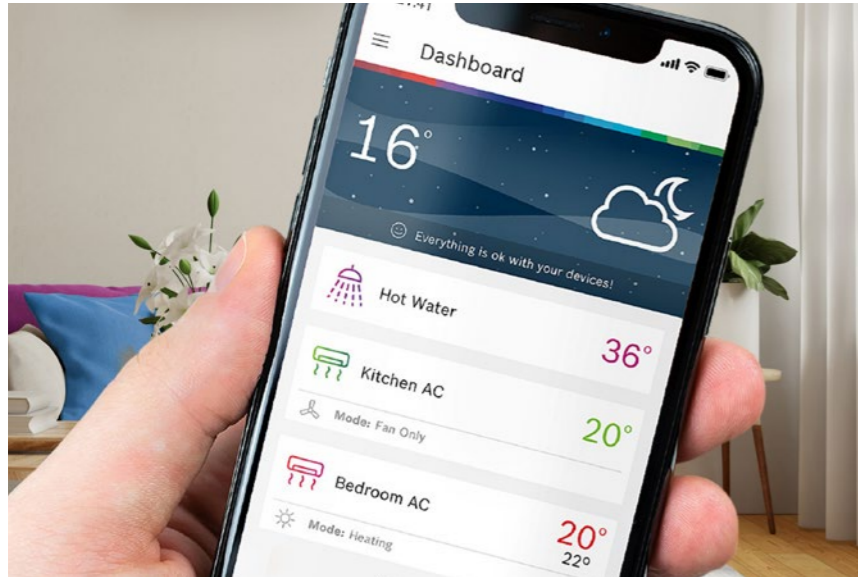 Dashboard
16°
Everything is ok with your devices!
Hot Water
36°
Kitchen AC
20°
Mode: Fan Only
Bedroom AC
20°
Mode: Heating
22°